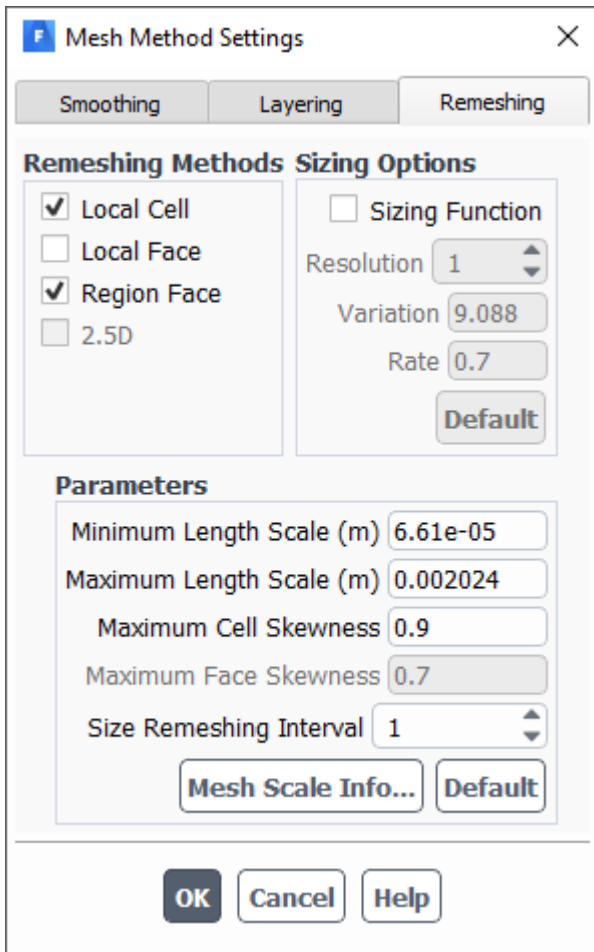 F Mesh Method Settings
Smoothing Layering Remeshing
Remeshing Methods Sizing Options
Local Cell
Local Face
Region Face
2.5D
Sizing Function
Resolution 1
Variation 9.088
Rate 0.7
Default
Parameters
Minimum Length Scale (m) 6.61e-05
Maximum Length Scale (m) 0.002024
Maximum Cell Skewness 0.9
Maximum Face Skewness 0.7
Size Remeshing Interval 1
Mesh Scale Info... Default
OK Cancel Help